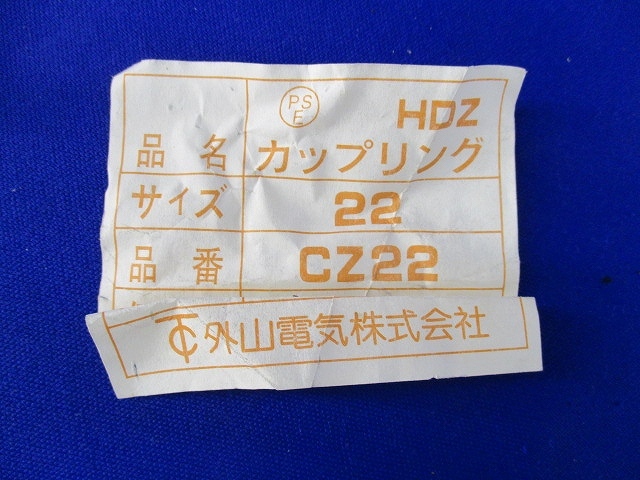 PSE HDZ
品名 カップリング
サイズ 22
品番 CZ22
外山電気株式会社